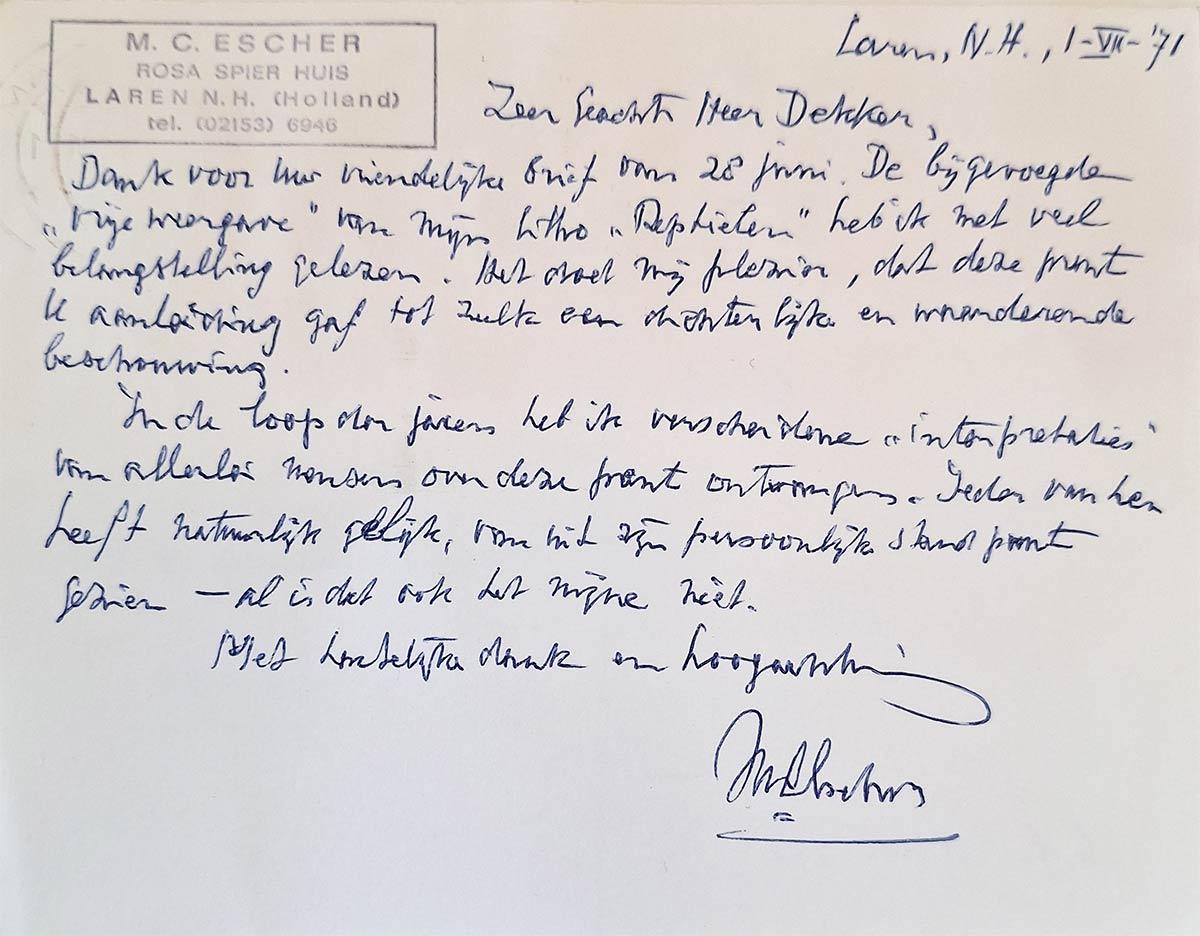 M. C. ESCHER
ROSA SPIER HUIS
LAREN N.H. (Holland)
tel. (02153) 6946
Laren, N.H., 1-VII-'71
Zeer Geachte Heer Dekker,
Dank voor Uw vriendelijke brief van 28 juni. De bijgevoegde
„vrije weergave" van mijn litho „Reptielen" heb ik met veel
belangstelling gelezen. Het doet mij plezier, dat deze prent
U aanleiding gaf tot zulk een dichterlijke en waarderende
beschouwing.
In de loop der jaren heb ik verscheidene „interpretaties"
van allerlei mensen over deze prent ontvangen. Ieder van hen
heeft natuurlijk gelijk, van uit zijn persoonlijk standpunt
gezien — al is dat ook het mijne niet.
Met hartelijke dank en hoogachting
MCEscher